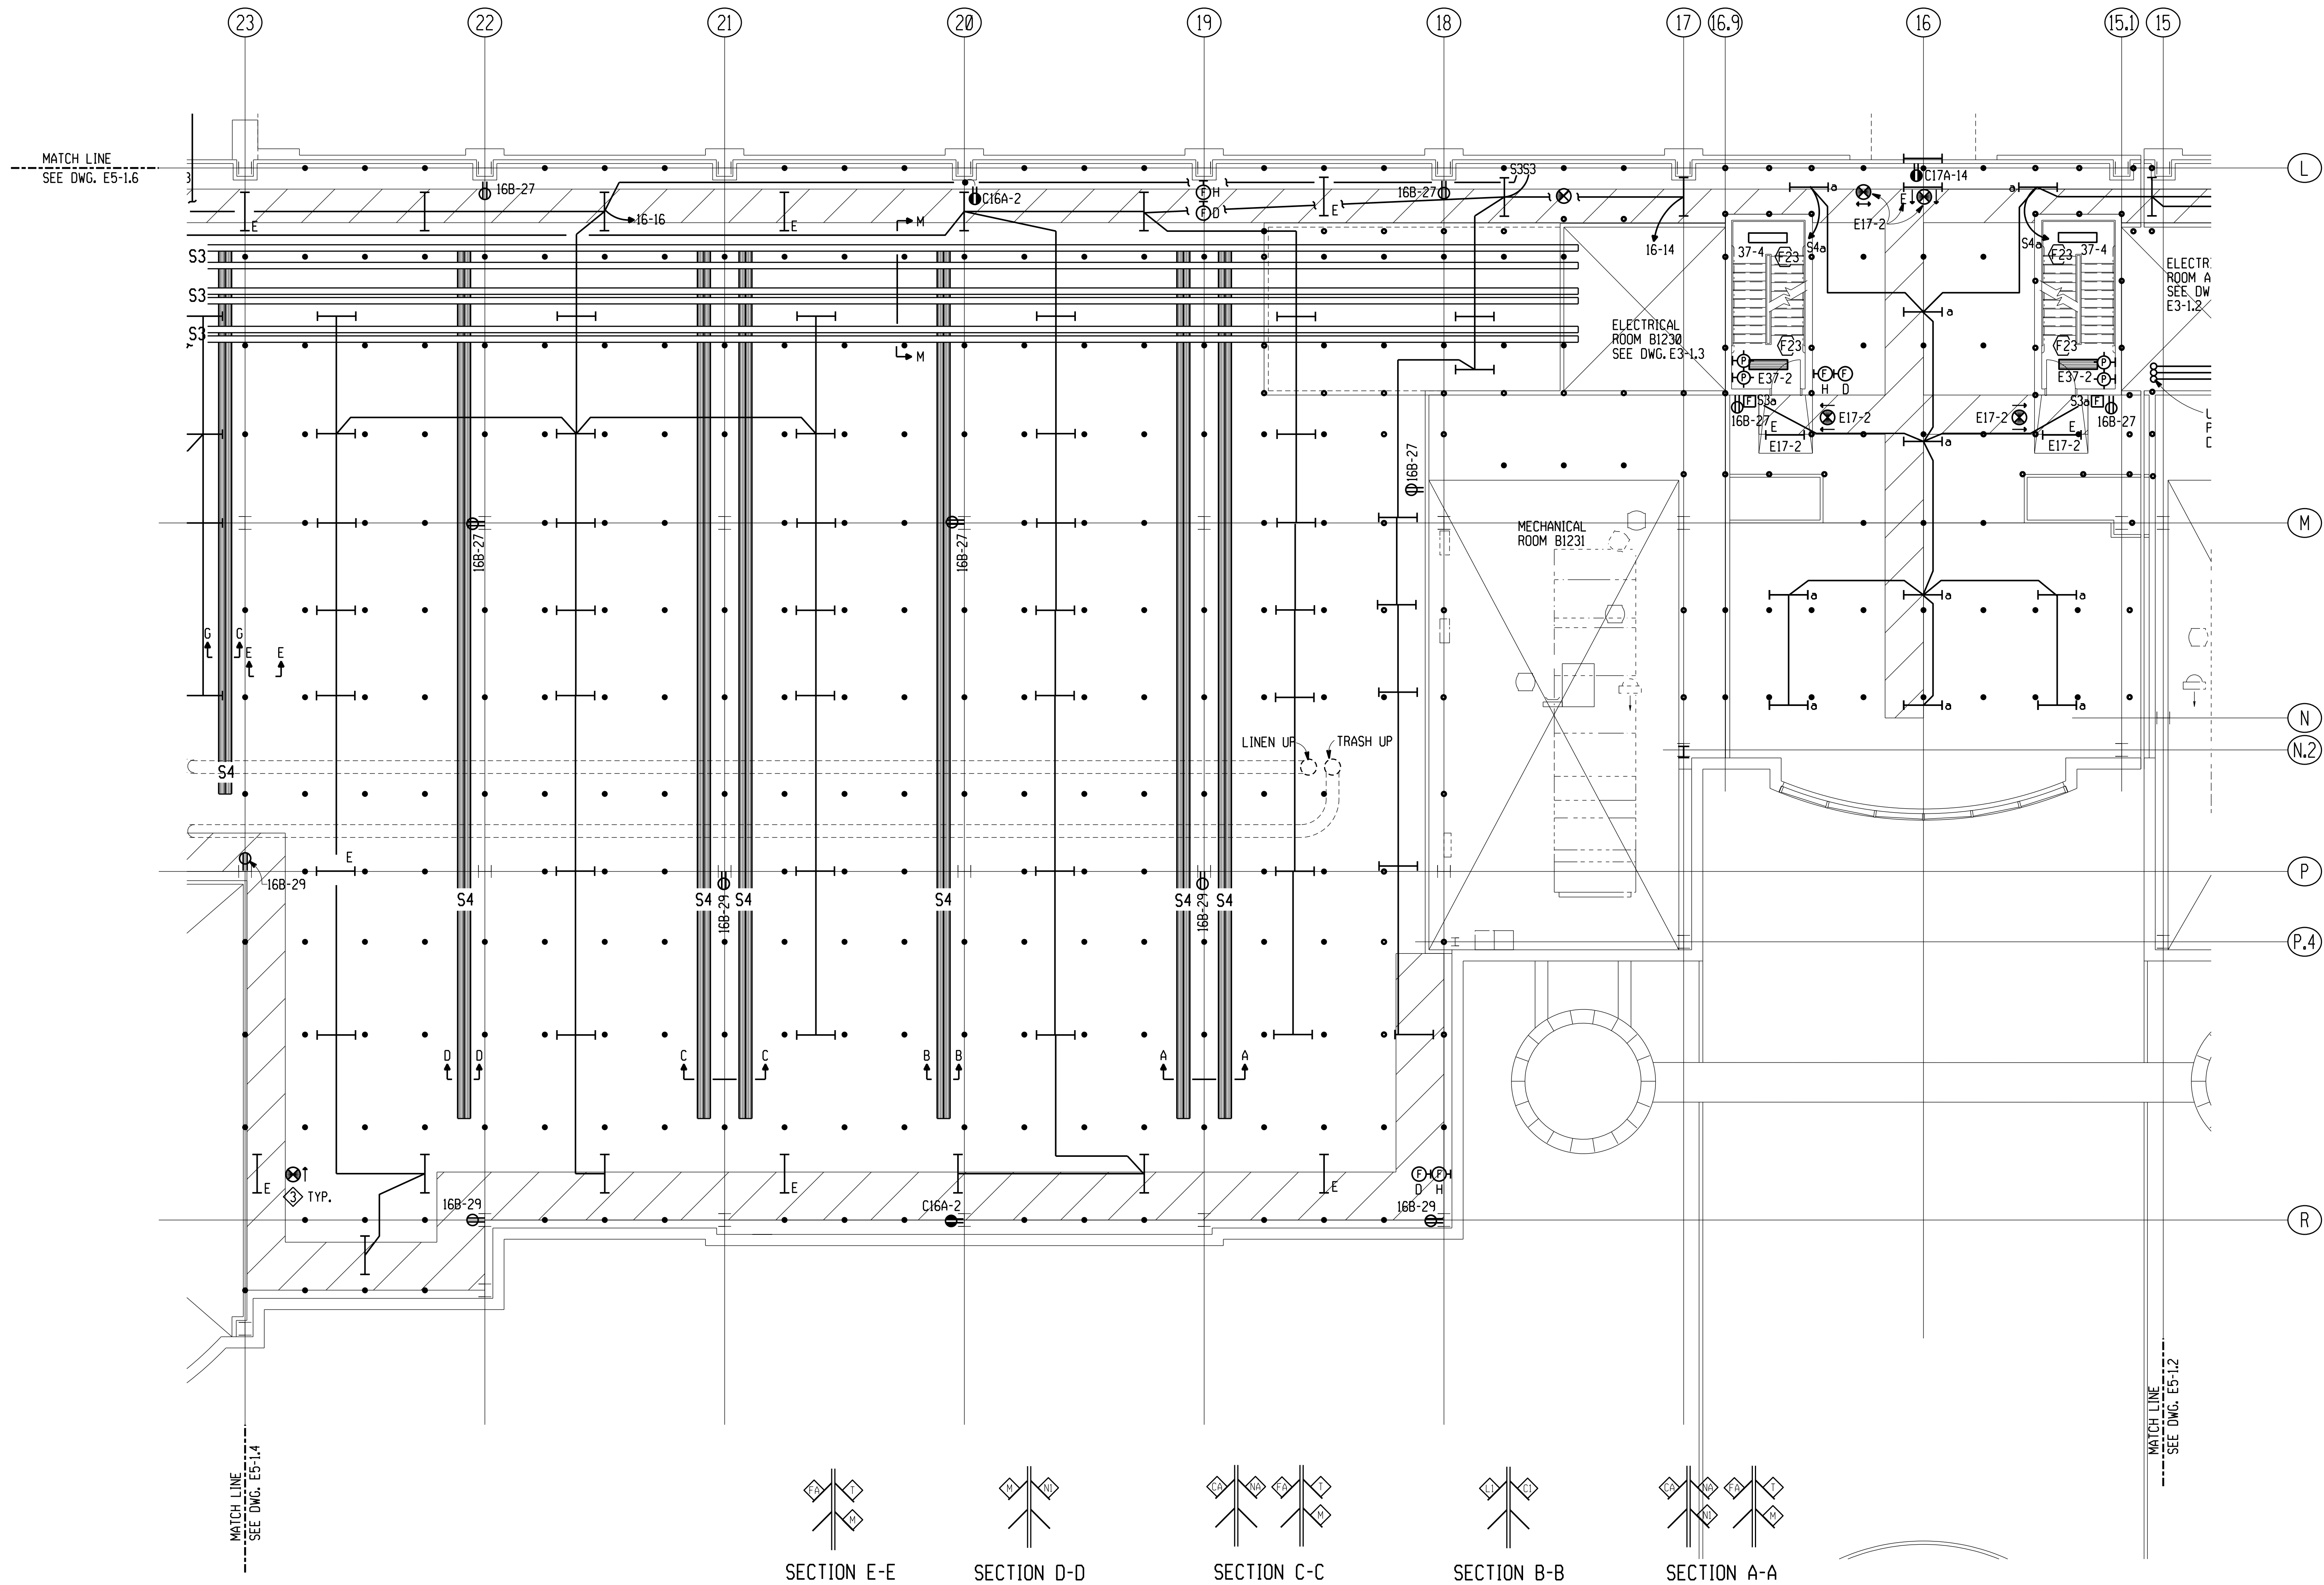 23 22 21 20 19 18 17 16.9 16 15.1 15
MATCH LINE
SEE DWG. E5-1.6
L
16B-27
C16A-2
H
F
D
F
16B-27
S3S3
C17A-14
E
E
E
E
16-16
M
16-14
E17-2
a
a
S4a
S4a
37-4
F23
37-4
F23
S3
S3
S3
M
ELECTRICAL
ROOM B1230
SEE DWG. E3-1.3
ELECTR
ROOM A
SEE DW
E3-1.2
a
F23
F23
P
P
E37-2
P
P
E37-2
F F
H D
F S3a
16B-27
E17-2
E17-2
S3a F
16B-27
E
E17-2
E
E17-2
a
16B-27
16B-27
16B-27
M
MECHANICAL
ROOM B1231
a a a
G G
E E
a a a
N
N.2
LINEN UP
TRASH UP
S4
E
16B-29
P
S4 S4 S4 S4 S4 S4
16B-29
16B-29
P.4
D D C C B B A A
E
3 TYP.
E
E
F F
D H
16B-29
C16A-2
16B-29
R
MATCH LINE
SEE DWG. E5-1.4
MATCH LINE
SEE DWG. E5-1.2
FA T
M
SECTION E-E
M N1
SECTION D-D
CA NA FA T
M
SECTION C-C
L1 C1
SECTION B-B
CA NA FA T
N1 M
SECTION A-A